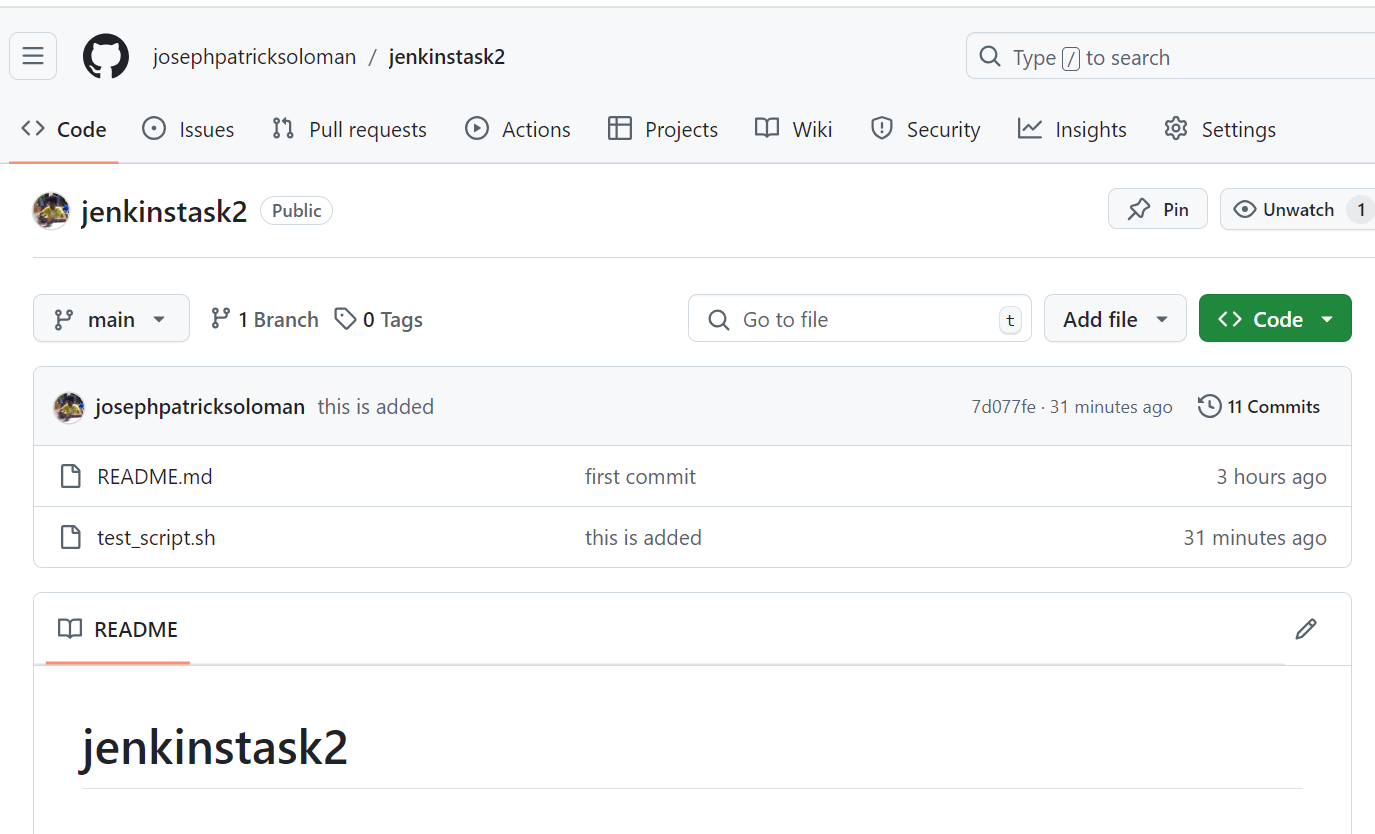 josephpatricksoloman / jenkinstask2
Type / to search
Code Issues Pull requests Actions Projects Wiki Security Insights Settings
jenkinstask2 Public
Pin Unwatch 1
main 1 Branch 0 Tags
Go to file t Add file Code
josephpatricksoloman this is added 7d077fe · 31 minutes ago 11 Commits
README.md first commit 3 hours ago
test_script.sh this is added 31 minutes ago
README
jenkinstask2